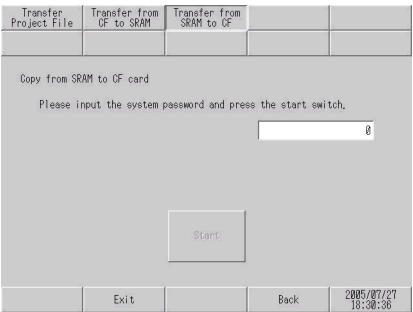 Transfer
Project File
Transfer from
CF to SRAM
Transfer from
SRAM to CF
Copy from SRAM to CF card
Please input the system password and press the start switch.
0
Start
Exit
Back
2005/07/27
18:30:36